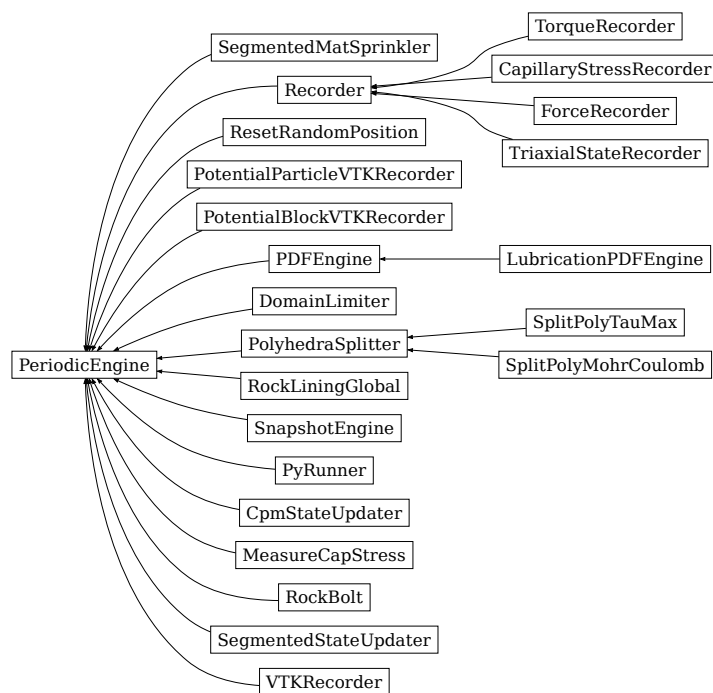 SegmentedMatSprinkler
TorqueRecorder
CapillaryStressRecorder
Recorder
ForceRecorder
ResetRandomPosition
TriaxialStateRecorder
PotentialParticleVTKRecorder
PotentialBlockVTKRecorder
PDFEngine
LubricationPDFEngine
DomainLimiter
SplitPolyTauMax
PolyhedraSplitter
PeriodicEngine
SplitPolyMohrCoulomb
RockLiningGlobal
SnapshotEngine
PyRunner
CpmStateUpdater
MeasureCapStress
RockBolt
SegmentedStateUpdater
VTKRecorder